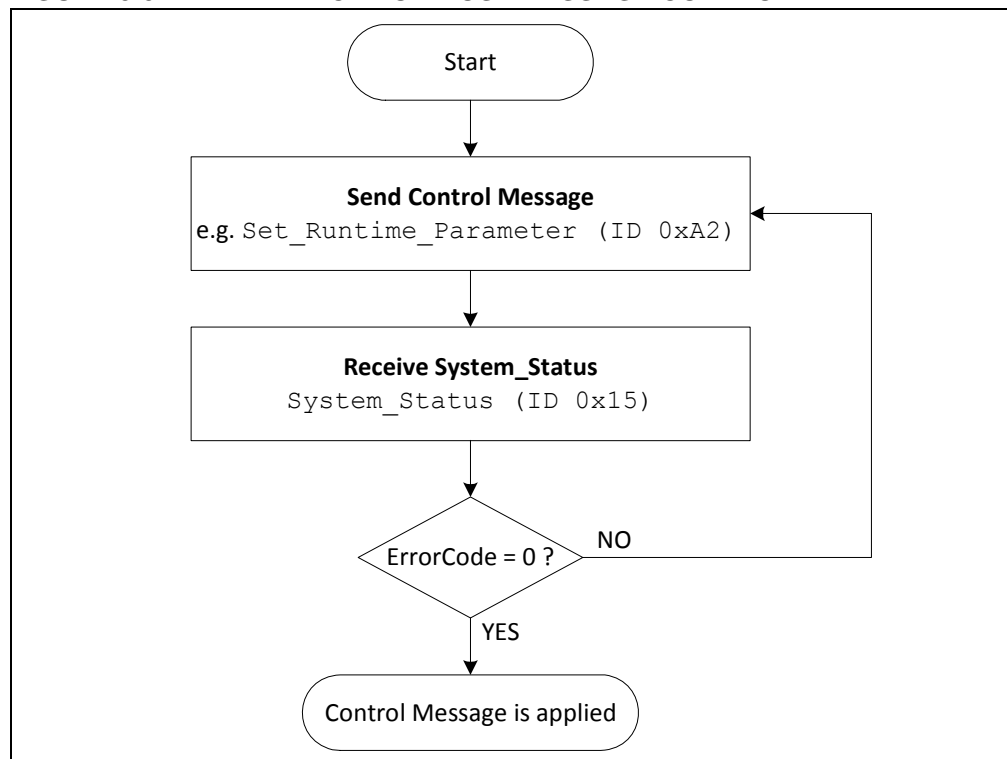 Start
Send Control Message
e.g. Set_Runtime_Parameter (ID 0xA2)
Receive System_Status
System_Status (ID 0x15)
ErrorCode = 0 ?
NO
YES
Control Message is applied